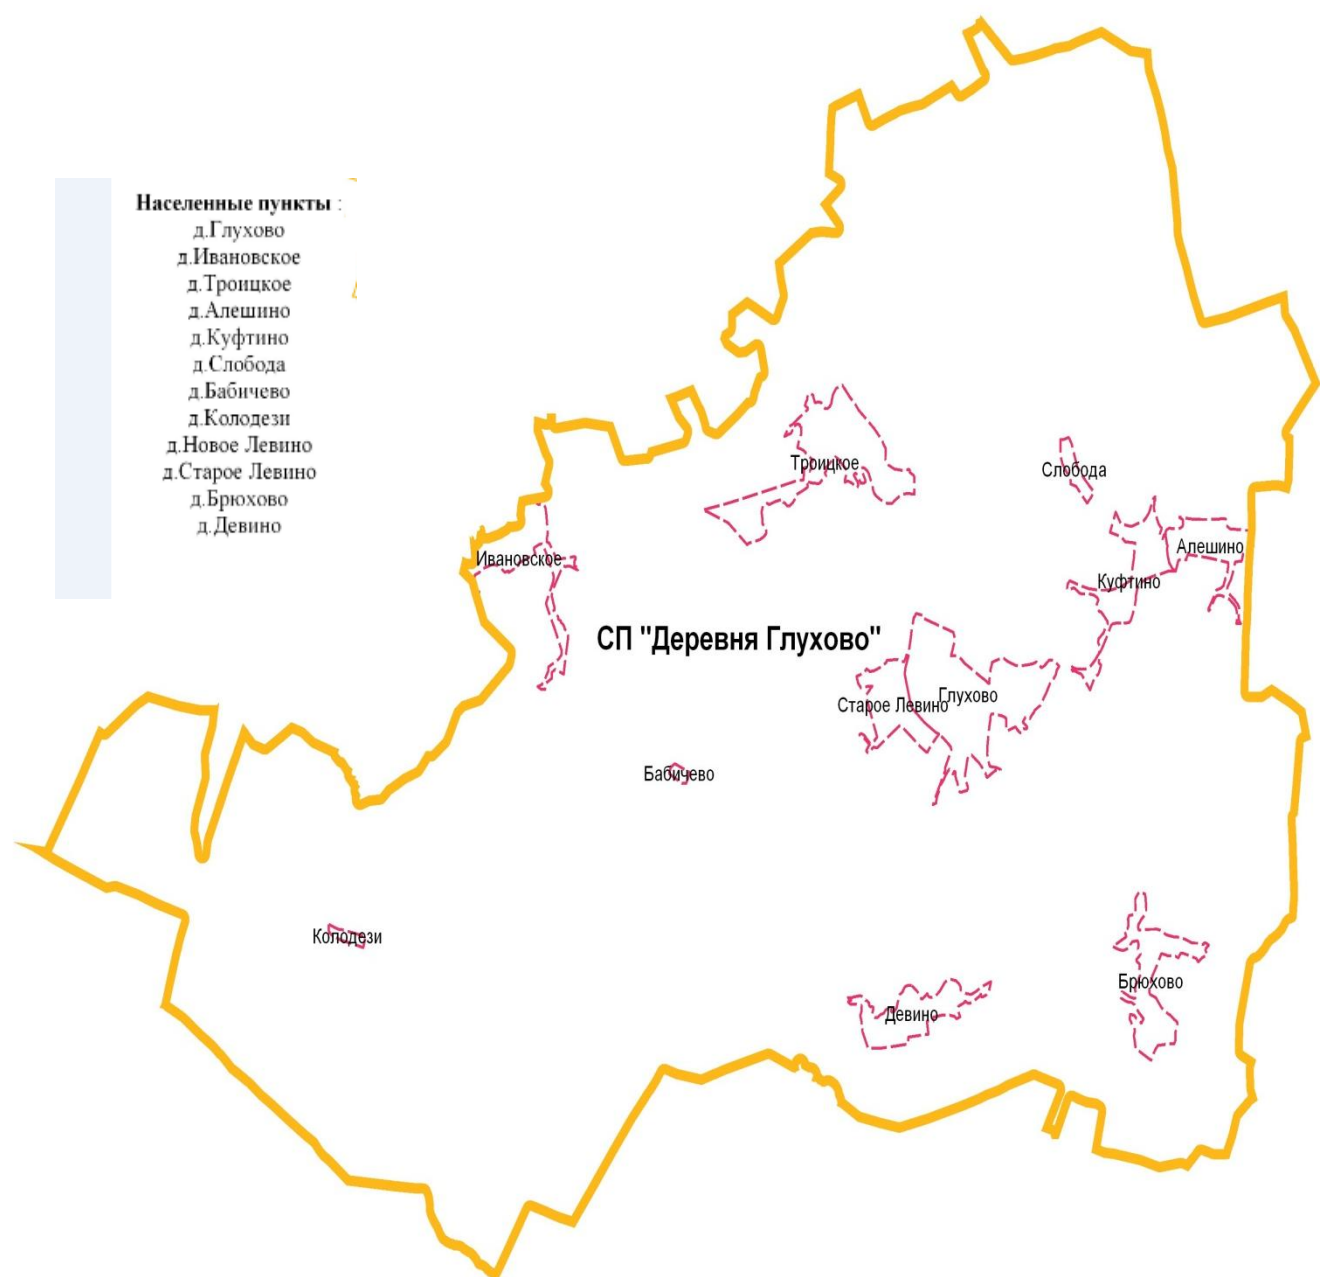 Населенные пункты :
д.Глухово
д.Ивановское
д.Троицкое
д.Алешино
д.Куфтино
д.Слобода
д.Бабичево
д.Колодези
д.Новое Левино
д.Старое Левино
д.Брюхово
д.Девино
Троицкое
Слобода
Ивановское
Алешино
Куфтино
СП "Деревня Глухово"
Глухово
Старое Левино
Бабичево
Колодези
Брюхово
Девино